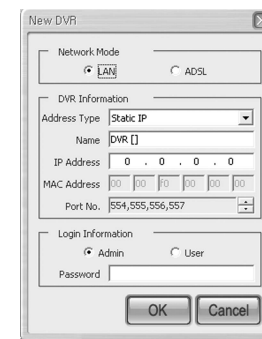 New DVR
Network Mode
LAN ADSL
DVR Information
Address Type Static IP
Name DVR []
IP Address 0 . 0 . 0 . 0
MAC Address 00 00 f0 00 00 00
Port No. 554,555,556,557
Login Information
Admin User
Password
OK Cancel